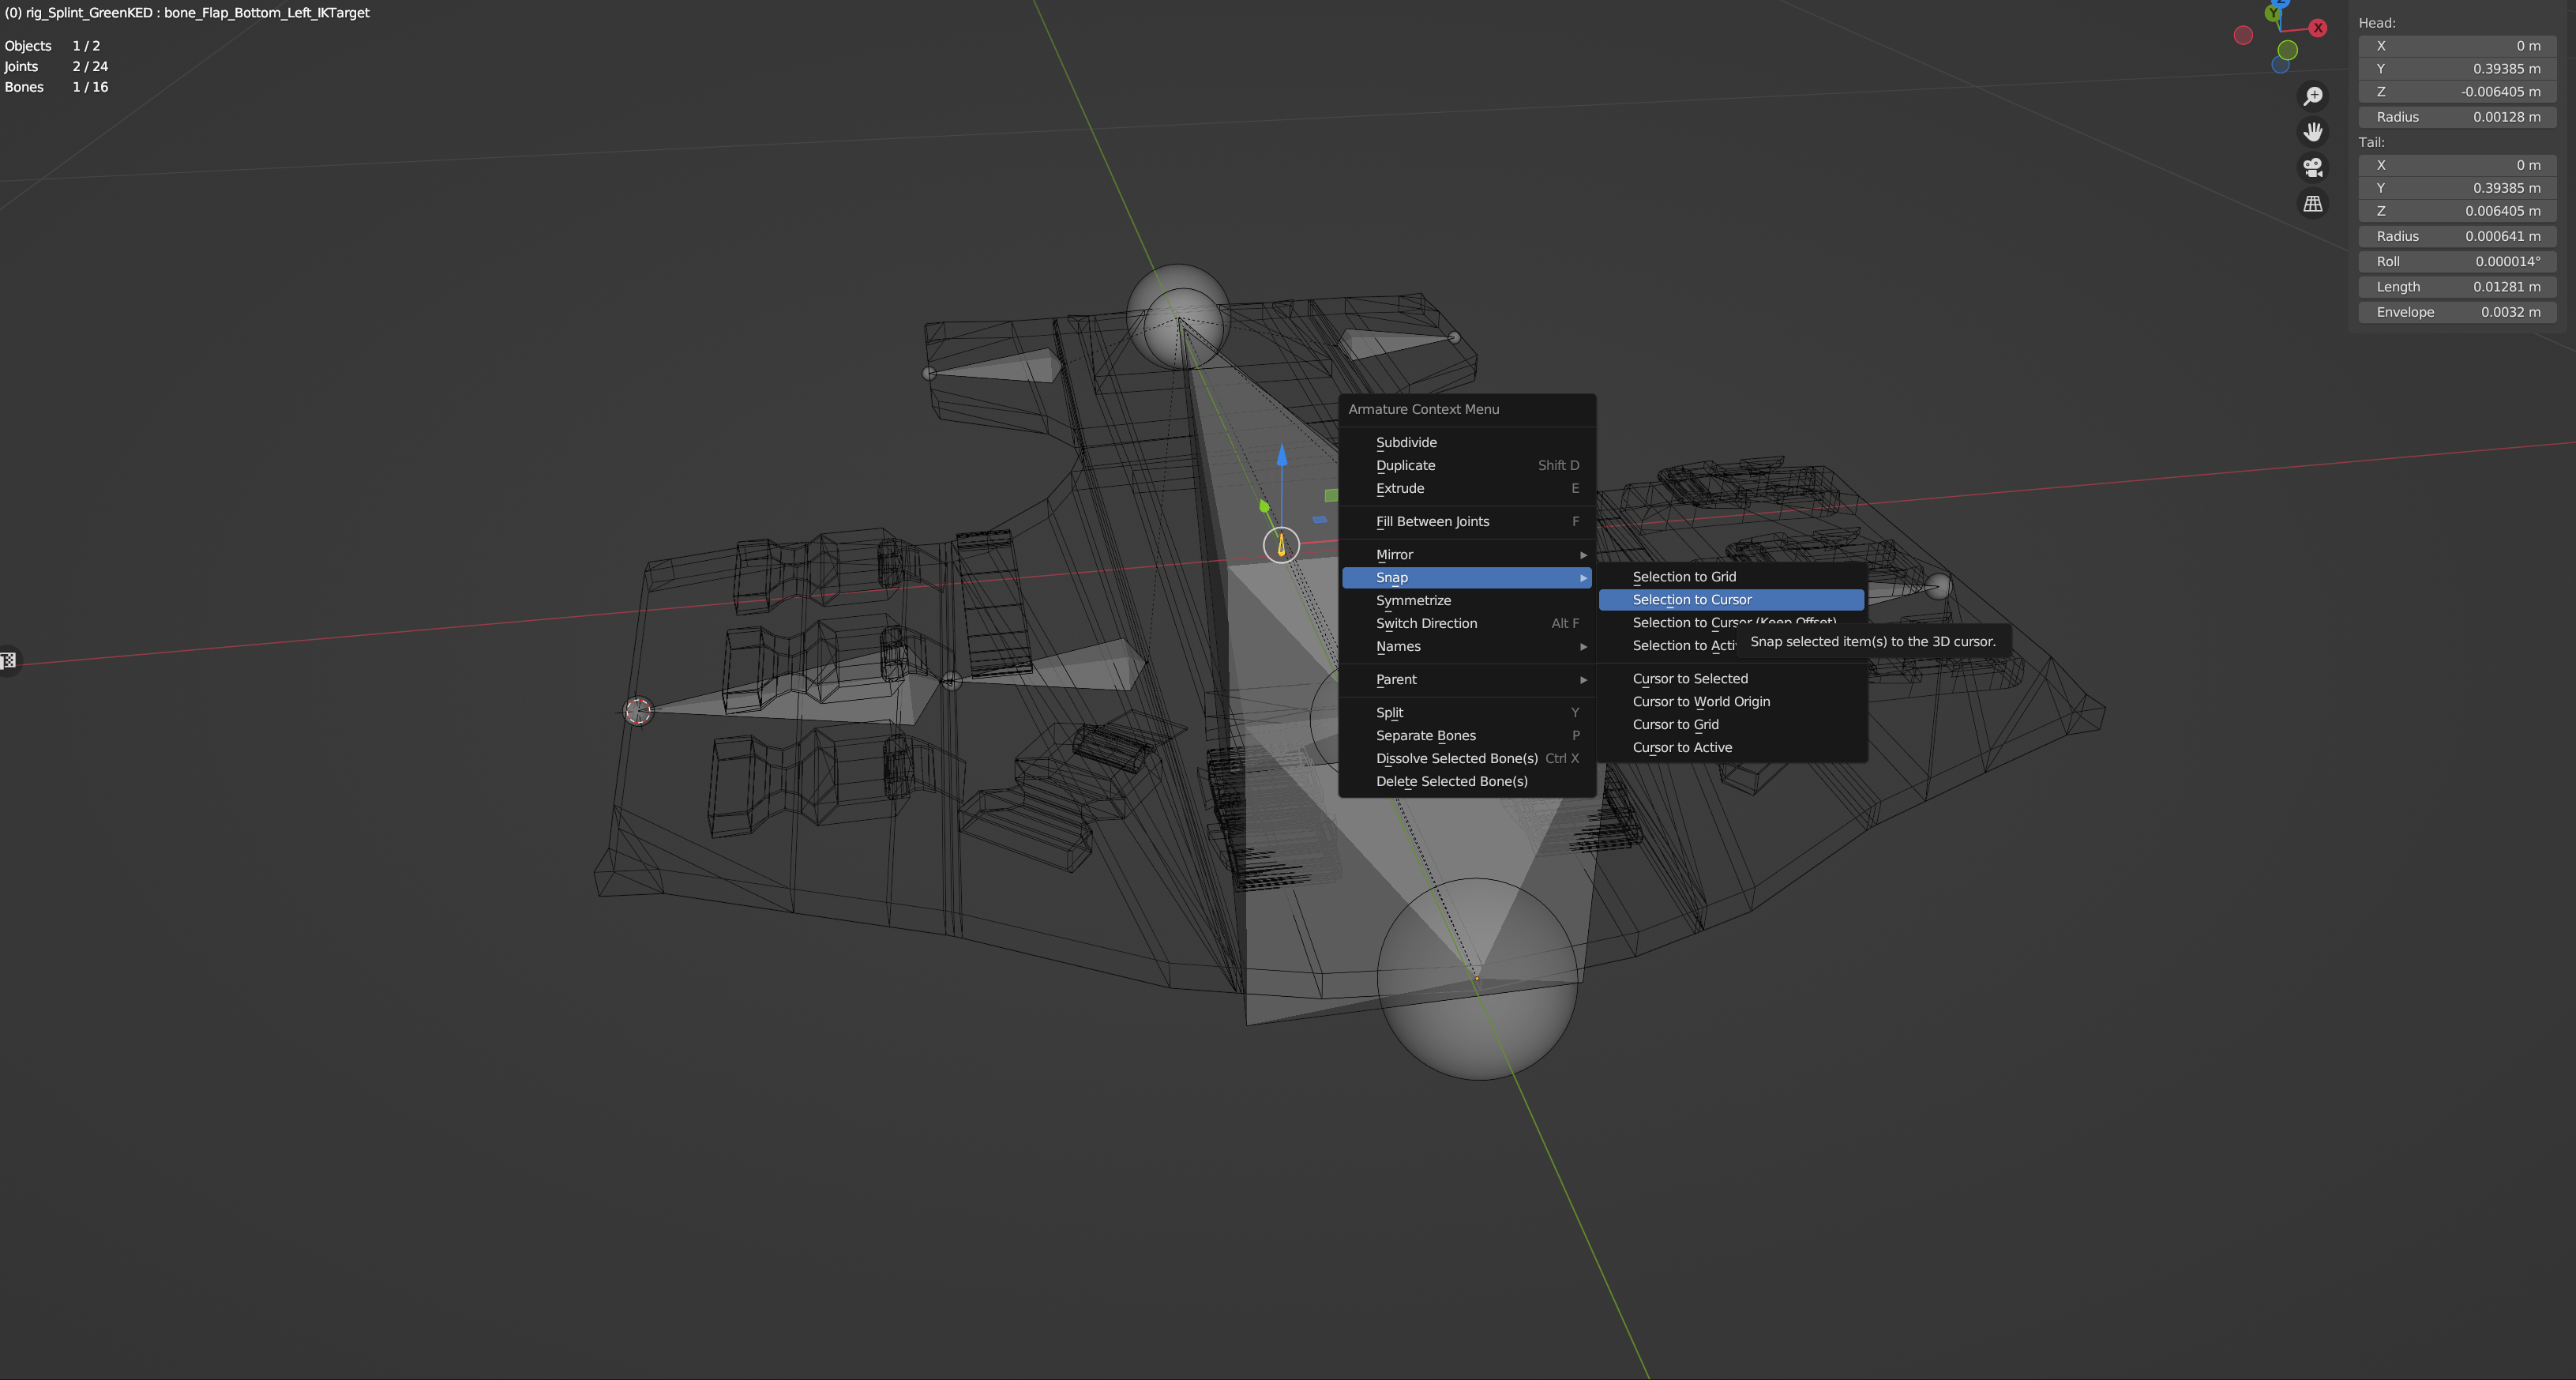 (0) rig_Splint_GreenKED : bone_Flap_Bottom_Left_IKTarget
Objects 1 / 2
Joints 2 / 24
Bones 1 / 16
Y
X
Head:
X 0 m
Y 0.39385 m
Z -0.006405 m
Radius 0.00128 m
Tail:
X 0 m
Y 0.39385 m
Z 0.006405 m
Radius 0.000641 m
Roll 0.000014°
Length 0.01281 m
Envelope 0.0032 m
Armature Context Menu
Subdivide
Duplicate Shift D
Extrude E
Fill Between Joints F
Mirror
Snap
Symmetrize
Switch Direction Alt F
Names
Parent
Split Y
Separate Bones P
Dissolve Selected Bone(s) Ctrl X
Delete Selected Bone(s)
Selection to Grid
Selection to Cursor
Selection to Cursor (Keep Offset)
Selection to Acti
Snap selected item(s) to the 3D cursor.
Cursor to Selected
Cursor to World Origin
Cursor to Grid
Cursor to Active